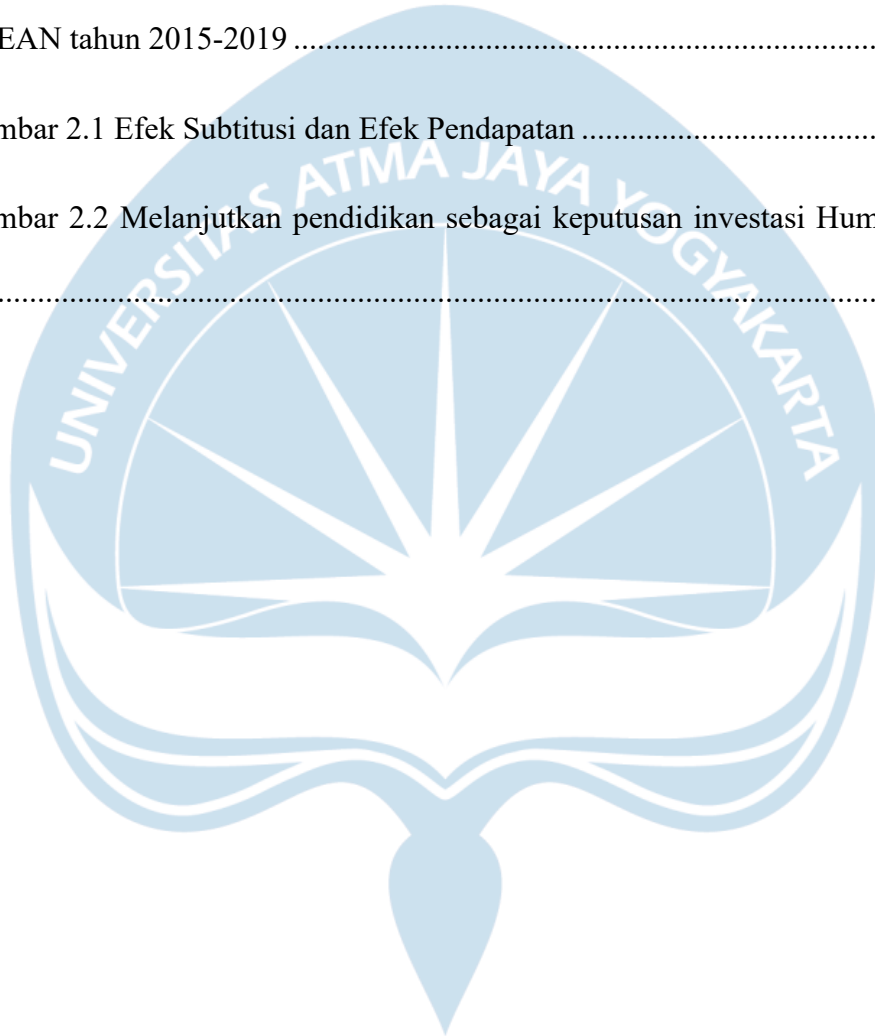 EAN tahun 2015-2019 ........................................................................
mbar 2.1 Efek Subtitusi dan Efek Pendapatan .....................................
mbar 2.2 Melanjutkan pendidikan sebagai keputusan investasi Hum
..............................................................................................................
UNIVERSITAS ATMA JAYA YOGYAKARTA